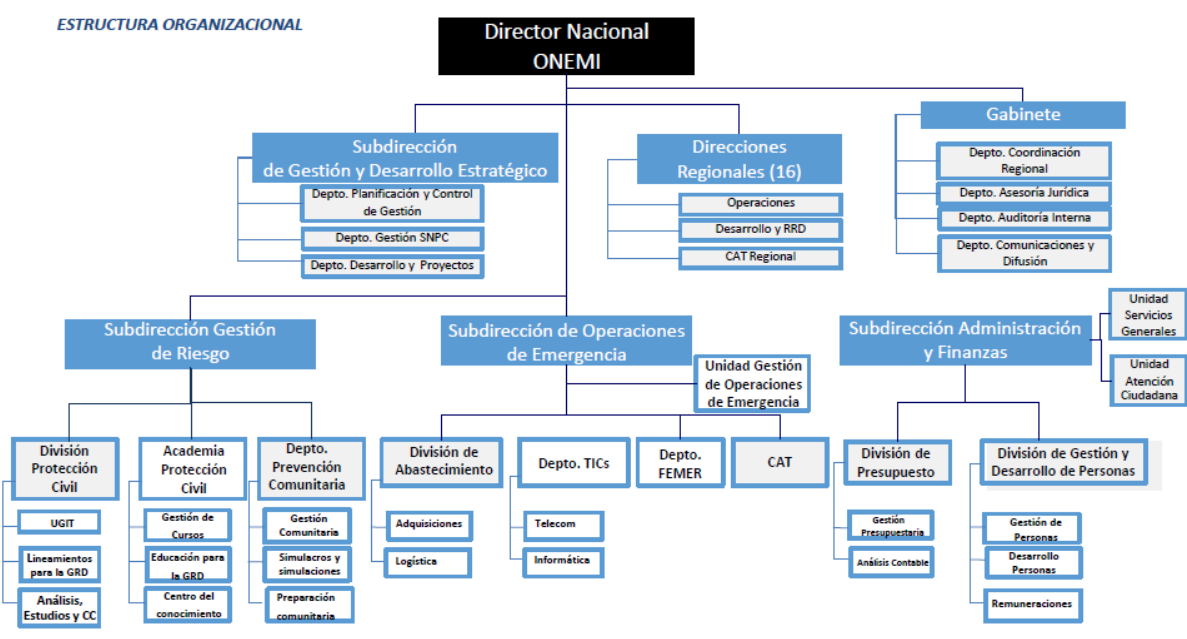 ESTRUCTURA ORGANIZACIONAL
Director Nacional
ONEMI
Gabinete
Depto. Coordinación
Regional
Depto. Asesoría Jurídica
Depto. Auditoría Interna
Depto. Comunicaciones y
Difusión
Subdirección
de Gestión y Desarrollo Estratégico
Depto. Planificación y Control
de Gestión
Depto. Gestión SNPC
Depto. Desarrollo y Proyectos
Direcciones
Regionales (16)
Operaciones
Desarrollo y RRD
CAT Regional
Subdirección Gestión
de Riesgo
Subdirección de Operaciones
de Emergencia
Unidad Gestión
de Operaciones
de Emergencia
Subdirección Administración
y Finanzas
Unidad
Servicios
Generales
Unidad
Atención
Ciudadana
División
Protección
Civil
UGIT
Lineamientos
para la GRD
Análisis,
Estudios y CC
Academia
Protección
Civil
Gestión de
Cursos
Educación para
la GRD
Centro del
conocimiento
Depto.
Prevención
Comunitaria
Gestión
Comunitaria
Simulacros y
simulaciones
Preparación
comunitaria
División de
Abastecimiento
Adquisiciones
Logística
Depto. TICs
Telecom
Informática
Depto.
FEMER
CAT
División de
Presupuesto
Gestión
Presupuestaria
Análisis Contable
División de Gestión y
Desarrollo de Personas
Gestión de
Personas
Desarrollo
Personas
Remuneraciones